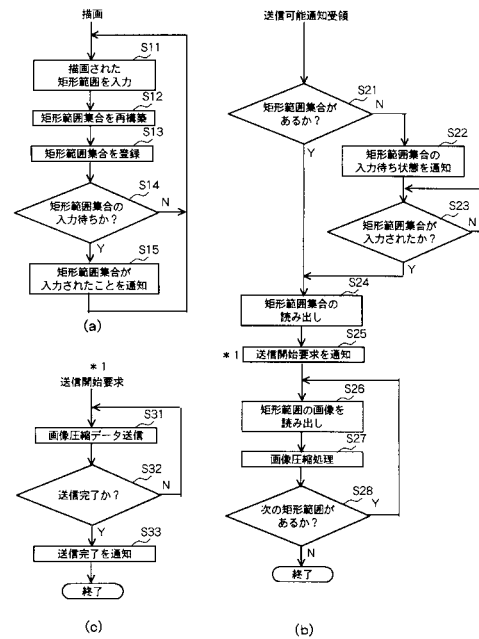 描画
S11
描画された
矩形範囲を入力
S12
矩形範囲集合を再構築
S13
矩形範囲集合を登録
S14
矩形範囲集合の
入力待ちか?
N
Y
S15
矩形範囲集合が
入力されたことを通知
(a)
*1
送信開始要求
S31
画像圧縮データ送信
S32
送信完了か?
N
Y
S33
送信完了を通知
終了
(c)
送信可能通知受領
S21
矩形範囲集合が
あるか?
N
Y
S22
矩形範囲集合の
入力待ち状態を通知
S23
矩形範囲集合が
入力されたか?
N
Y
S24
矩形範囲集合の
読み出し
S25
*1
送信開始要求を通知
S26
矩形範囲の画像を
読み出し
S27
画像圧縮処理
S28
次の矩形範囲が
あるか?
Y
N
終了
(b)